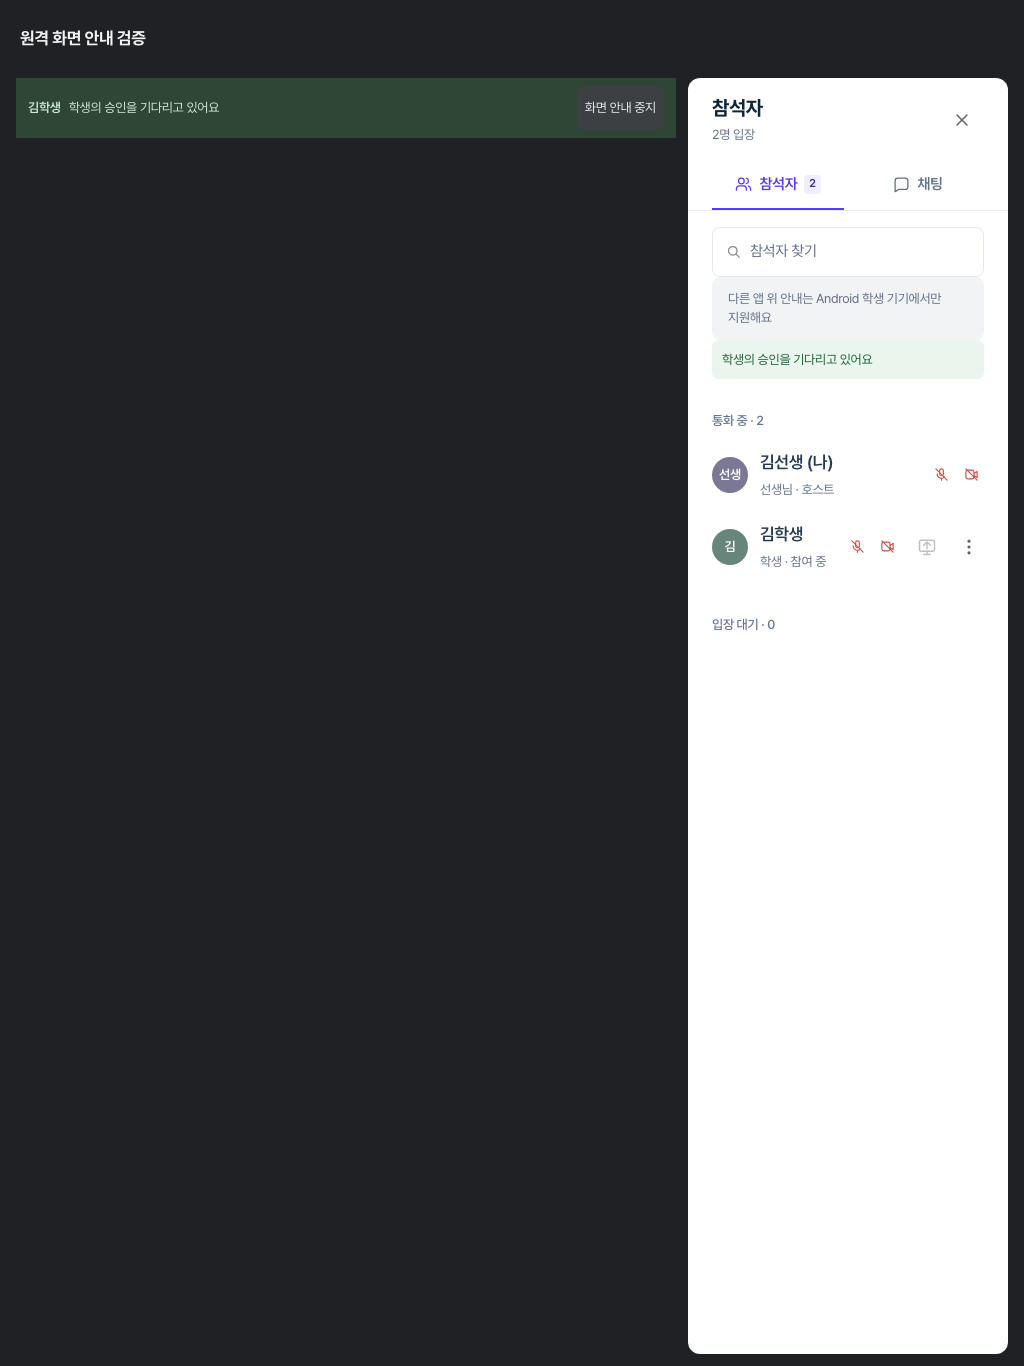 원격 화면 안내 검증
김학생 학생의 승인을 기다리고 있어요
화면 안내 중지
참석자
2명 입장
참석자 2
채팅
참석자 찾기
다른 앱 위 안내는 Android 학생 기기에서만
지원해요
학생의 승인을 기다리고 있어요
통화 중 · 2
선생
김선생 (나)
선생님 · 호스트
김
김학생
학생 · 참여 중
입장 대기 · 0